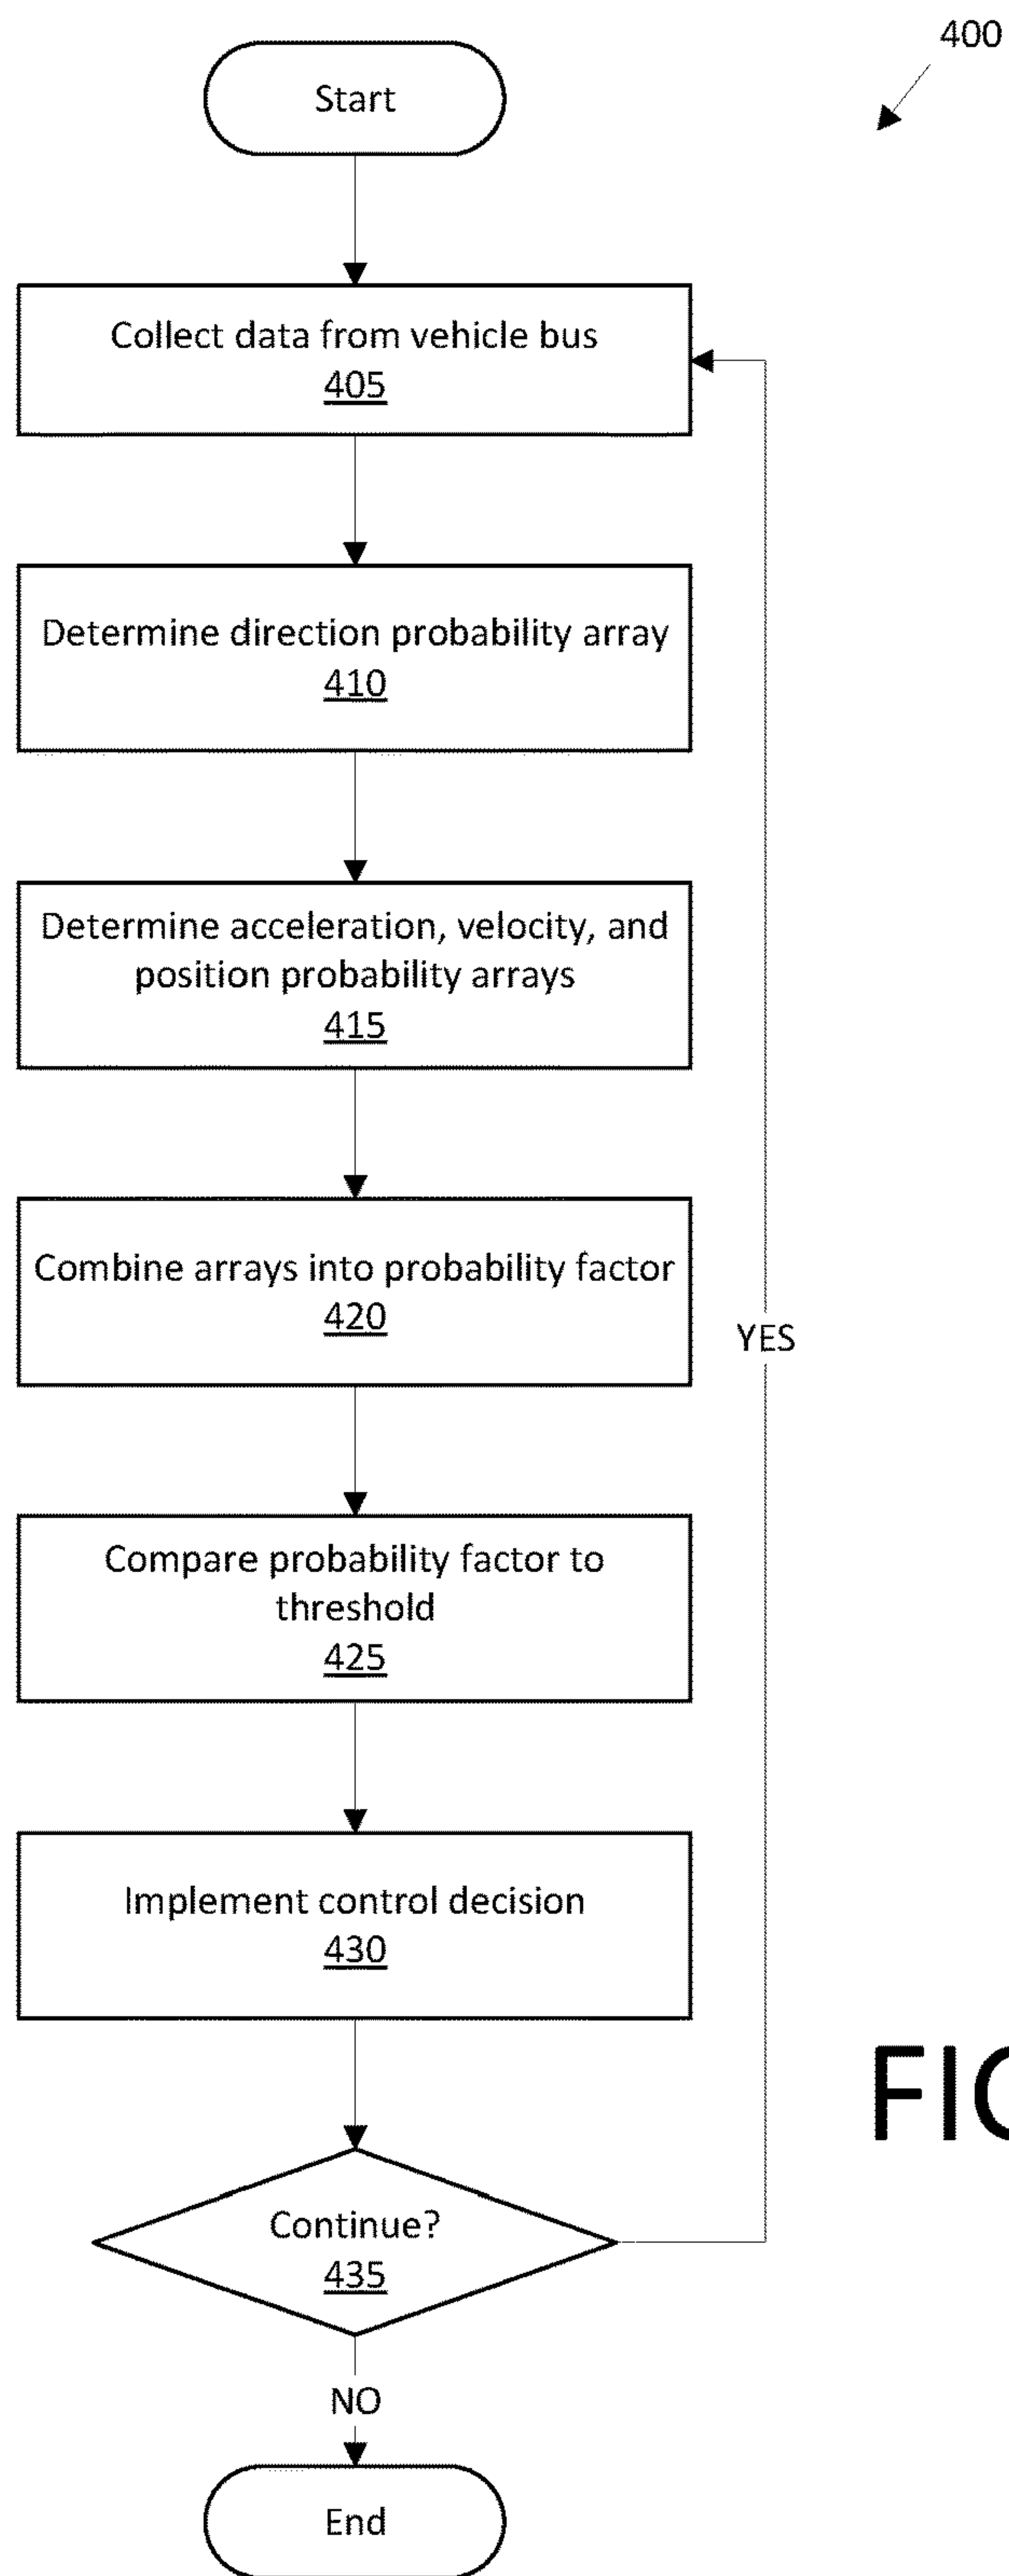 400
Start
Collect data from vehicle bus
405
Determine direction probability array
410
Determine acceleration, velocity, and
position probability arrays
415
Combine arrays into probability factor
420
YES
Compare probability factor to
threshold
425
Implement control decision
430
Continue?
435
NO
End